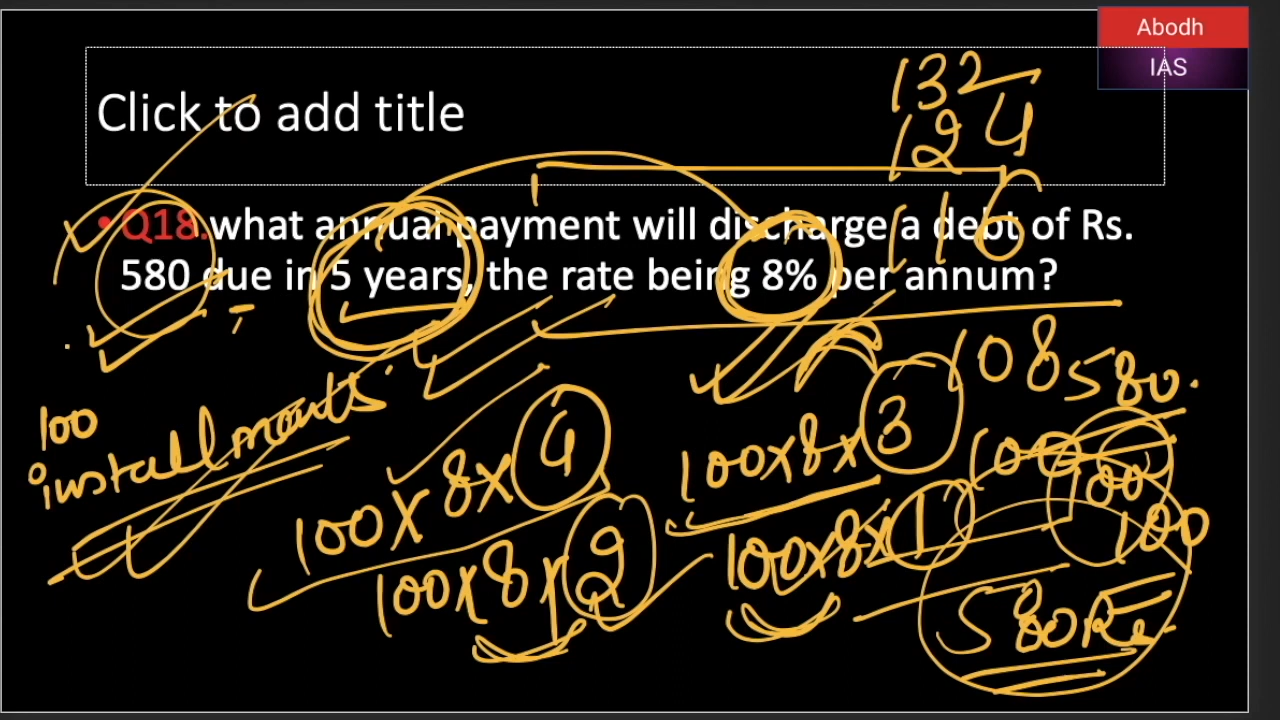 Abodh
IAS
Click to add title
132
124
116
• Q18.what annual payment will discharge a debt of Rs.
580 due in 5 years, the rate being 8% per annum?
108
580.
100
installments
100x8x4
100x8x3
100
100
100x8x2
100x8x1
100
580Rs.